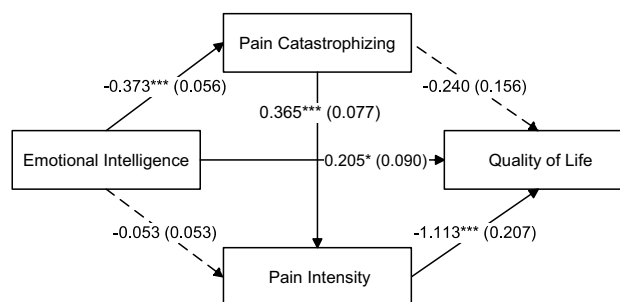 Pain Catastrophizing
-0.373*** (0.056)
-0.240 (0.156)
0.365*** (0.077)
Emotional Intelligence
0.205* (0.090)
Quality of Life
-0.053 (0.053)
-1.113*** (0.207)
Pain Intensity